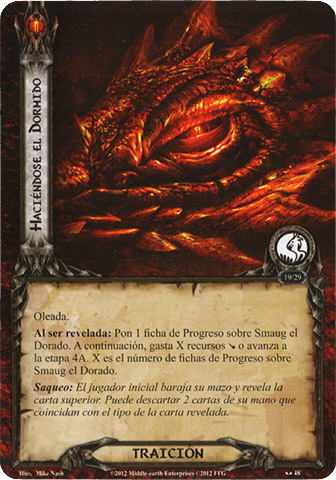 HACIÉNDOSE EL DORMIDO
19/29
Oleada.
Al ser revelada: Pon 1 ficha de Progreso sobre Smaug el
Dorado. A continuación, gasta X recursos ↘ o avanza a
la etapa 4A. X es el número de fichas de Progreso sobre
Smaug el Dorado.
Saqueo: El jugador inicial baraja su mazo y revela la
carta superior. Puede descartar 2 cartas de su mano que
coincidan con el tipo de la carta revelada.
TRAICIÓN
Illus. Mike Nash ©2012 Middle-earth Enterprises ©2012 FFG 48